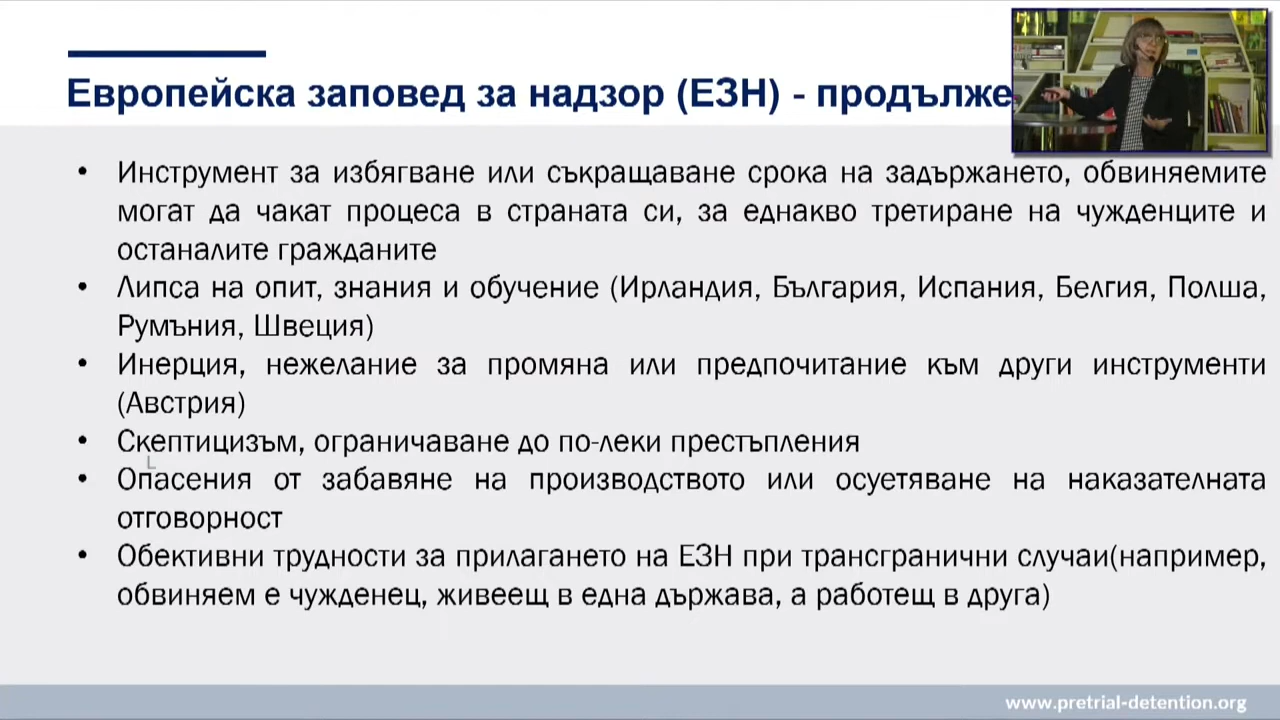 Европейска заповед за надзор (ЕЗН) - продълже
• Инструмент за избягване или съкращаване срока на задържането, обвиняемите
могат да чакат процеса в страната си, за еднакво третиране на чужденците и
останалите гражданите
• Липса на опит, знания и обучение (Ирландия, България, Испания, Белгия, Полша,
Румъния, Швеция)
• Инерция, нежелание за промяна или предпочитание към други инструменти
(Австрия)
• Скептицизъм, ограничаване до по-леки престъпления
• Опасения от забавяне на производството или осуетяване на наказателната
отговорност
• Обективни трудности за прилагането на ЕЗН при трансгранични случаи(например,
обвиняем е чужденец, живеещ в една държава, а работещ в друга)
www.pretrial-detention.org